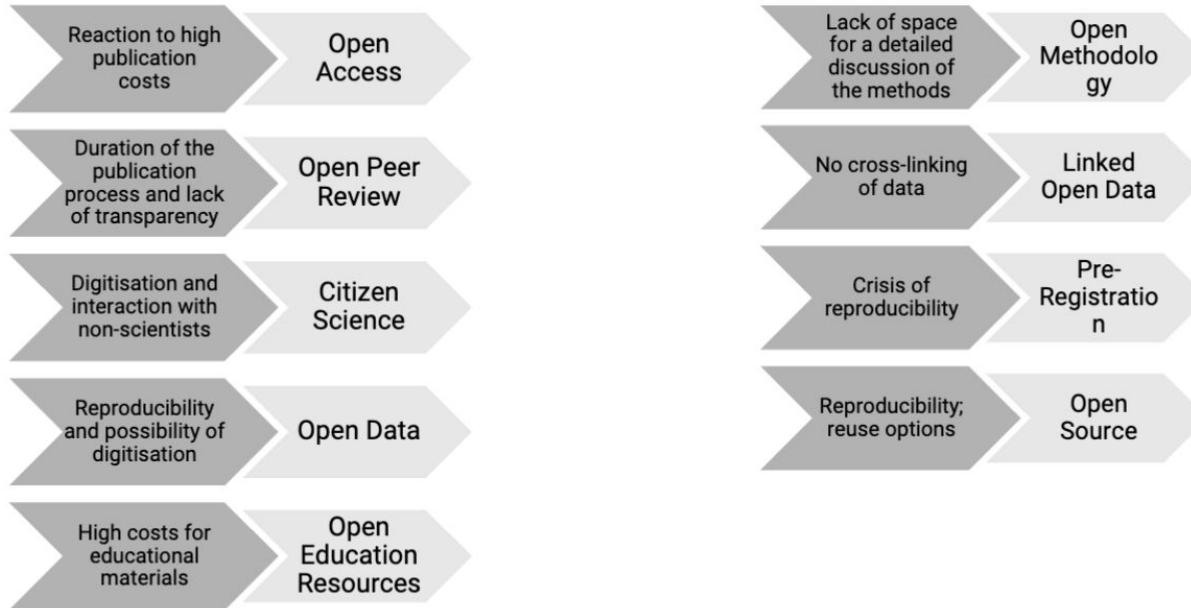 Reaction to high
publication
costs
Open
Access
Duration of the
publication
process and lack
of transparency
Open Peer
Review
Digitisation and
interaction with
non-scientists
Citizen
Science
Reproducibility
and possibility of
digitisation
Open Data
High costs for
educational
materials
Open
Education
Resources
Lack of space
for a detailed
discussion of
the methods
Open
Methodolo
gy
No cross-linking
of data
Linked
Open Data
Crisis of
reproducibility
Pre-
Registratio
n
Reproducibility;
reuse options
Open
Source